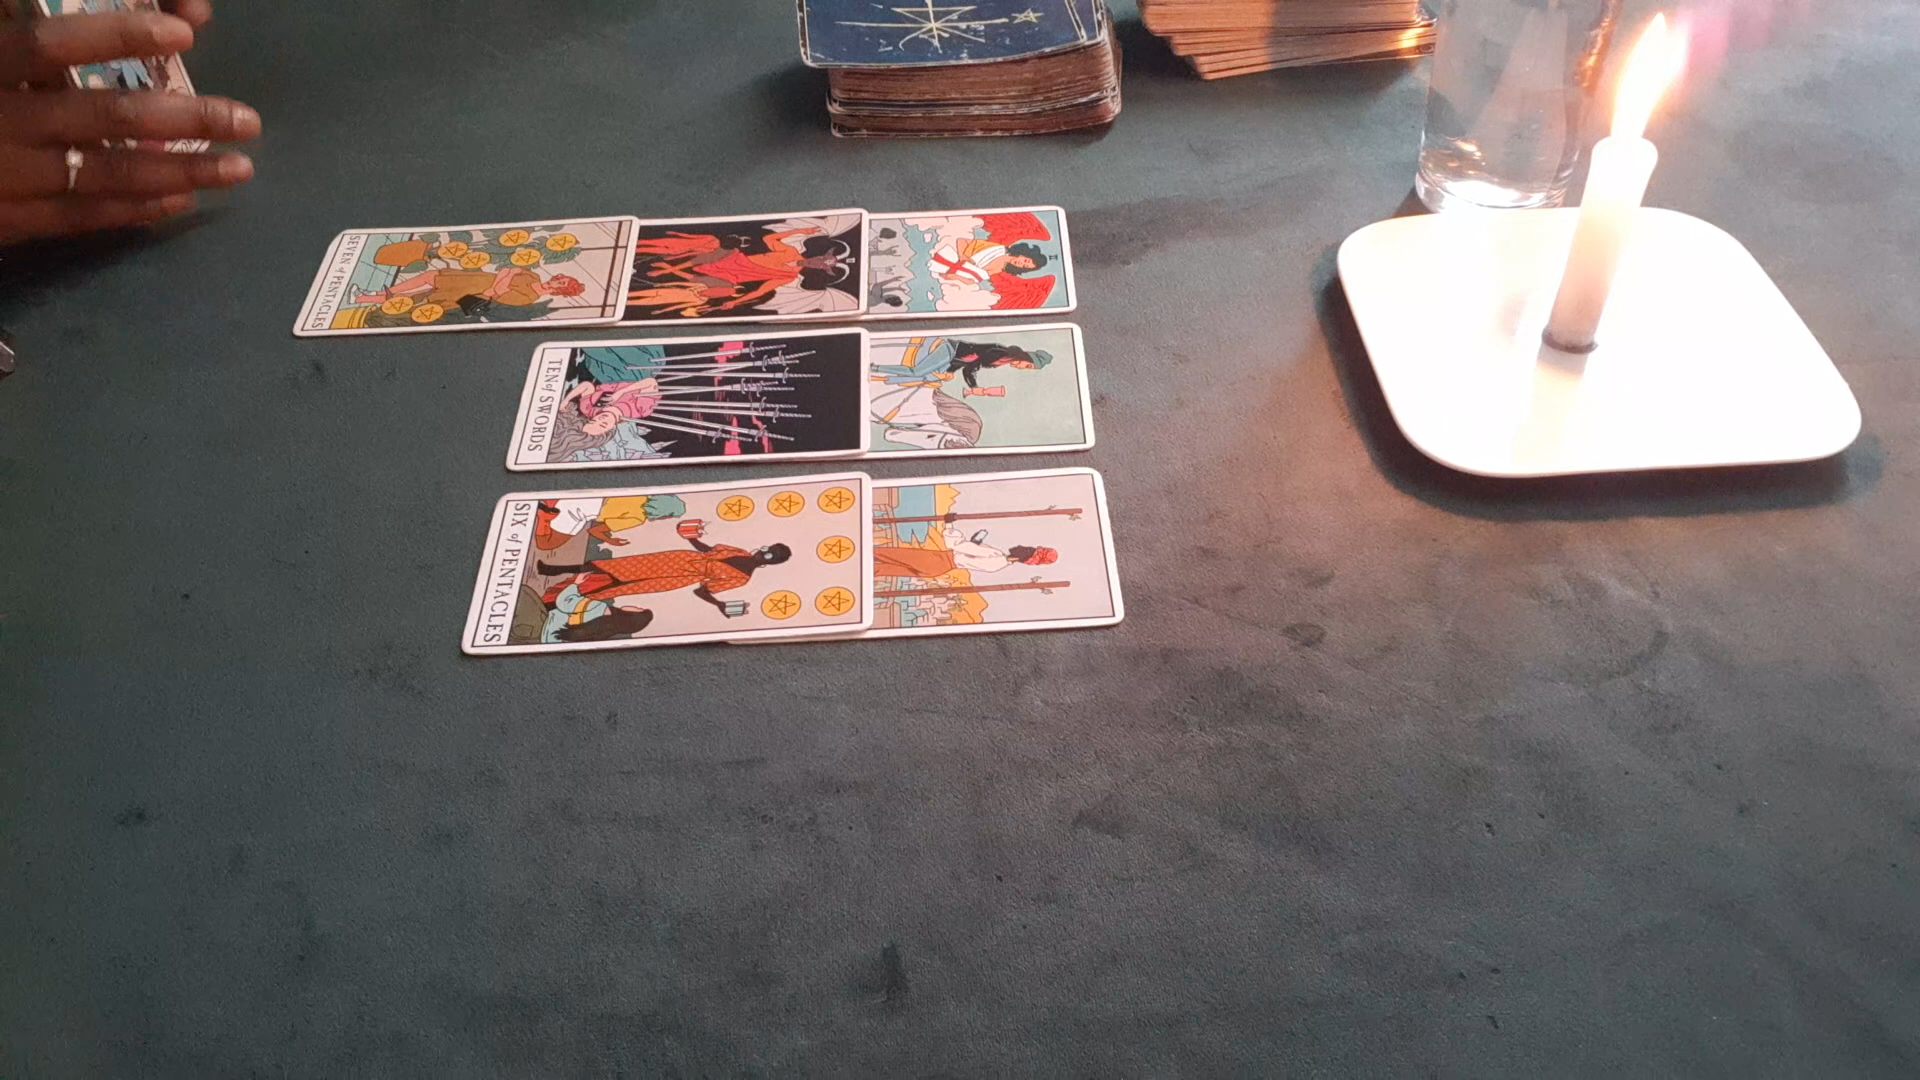 SEVEN of PENTACLES
TEN of SWORDS
SIX of PENTACLES